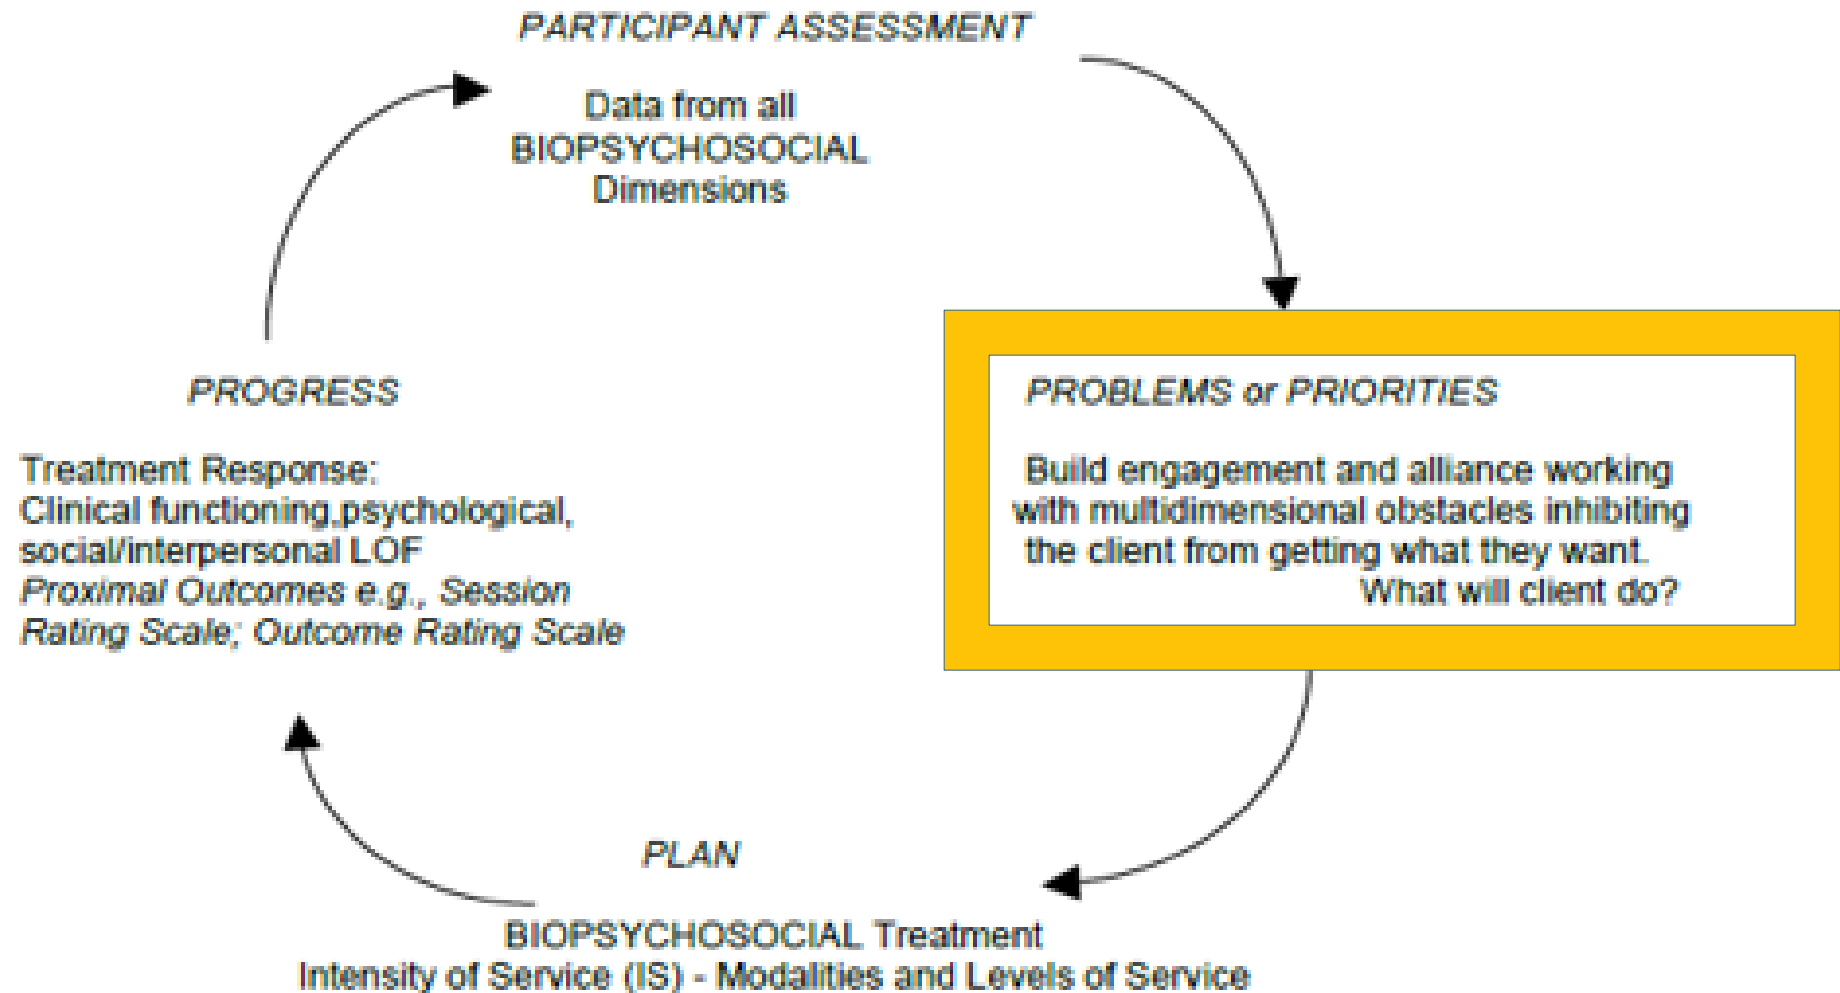 PARTICIPANT ASSESSMENT
Data from all
BIOPSYCHOSOCIAL
Dimensions
PROBLEMS or PRIORITIES
Build engagement and alliance working
with multidimensional obstacles inhibiting
the client from getting what they want.
What will client do?
PLAN
BIOPSYCHOSOCIAL Treatment
Intensity of Service (IS) - Modalities and Levels of Service
PROGRESS
Treatment Response:
Clinical functioning,psychological,
social/interpersonal LOF
Proximal Outcomes e.g., Session
Rating Scale; Outcome Rating Scale